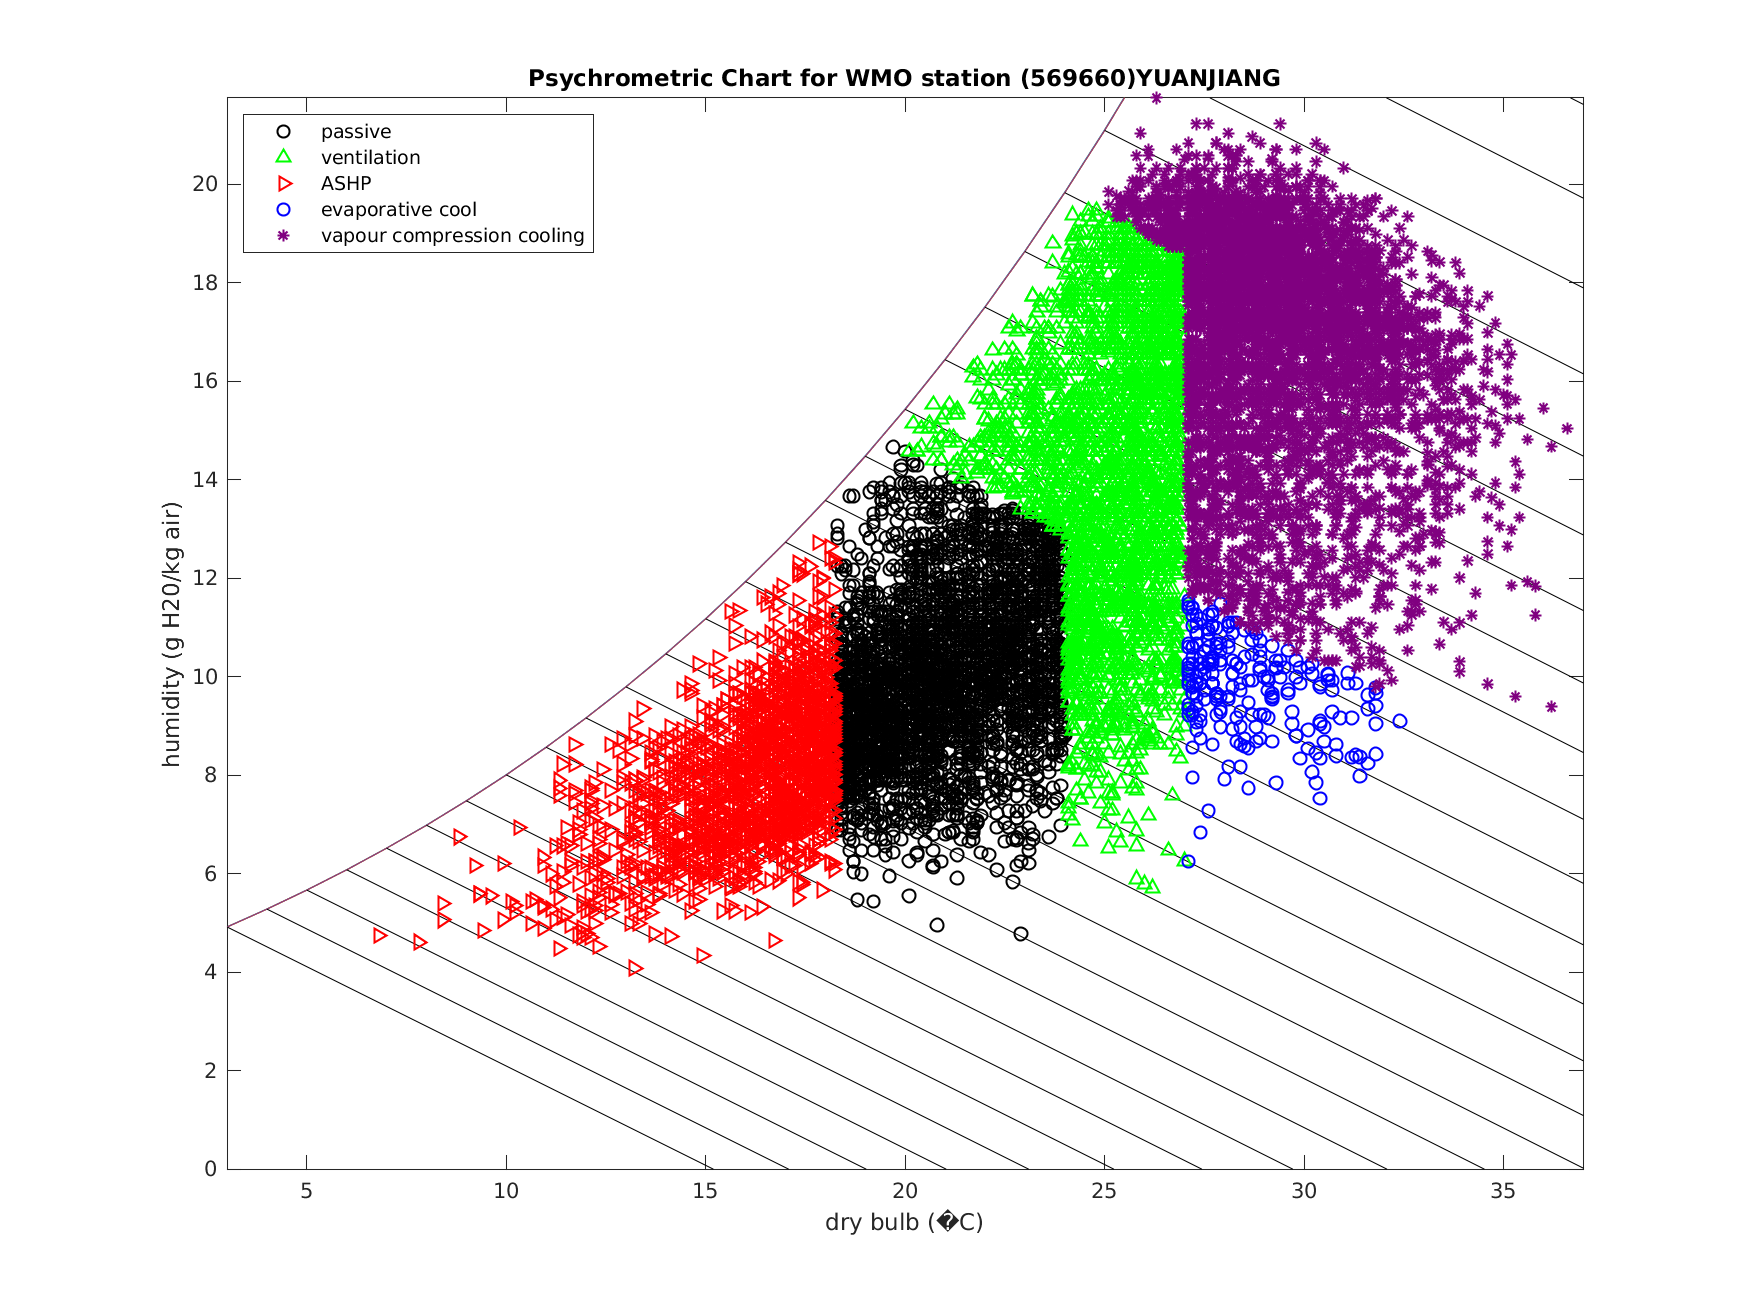 Psychrometric Chart for WMO station (569660)YUANJIANG
passive
ventilation
ASHP
evaporative cool
vapour compression cooling
humidity (g H20/kg air)
20
18
16
14
12
10
8
6
4
2
0
5 10 15 20 25 30 35
dry bulb (�C)